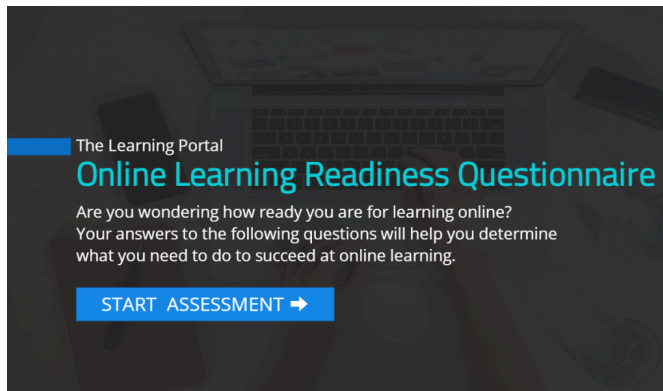 The Learning Portal
Online Learning Readiness Questionnaire
Are you wondering how ready you are for learning online?
Your answers to the following questions will help you determine
what you need to do to succeed at online learning.
START ASSESSMENT